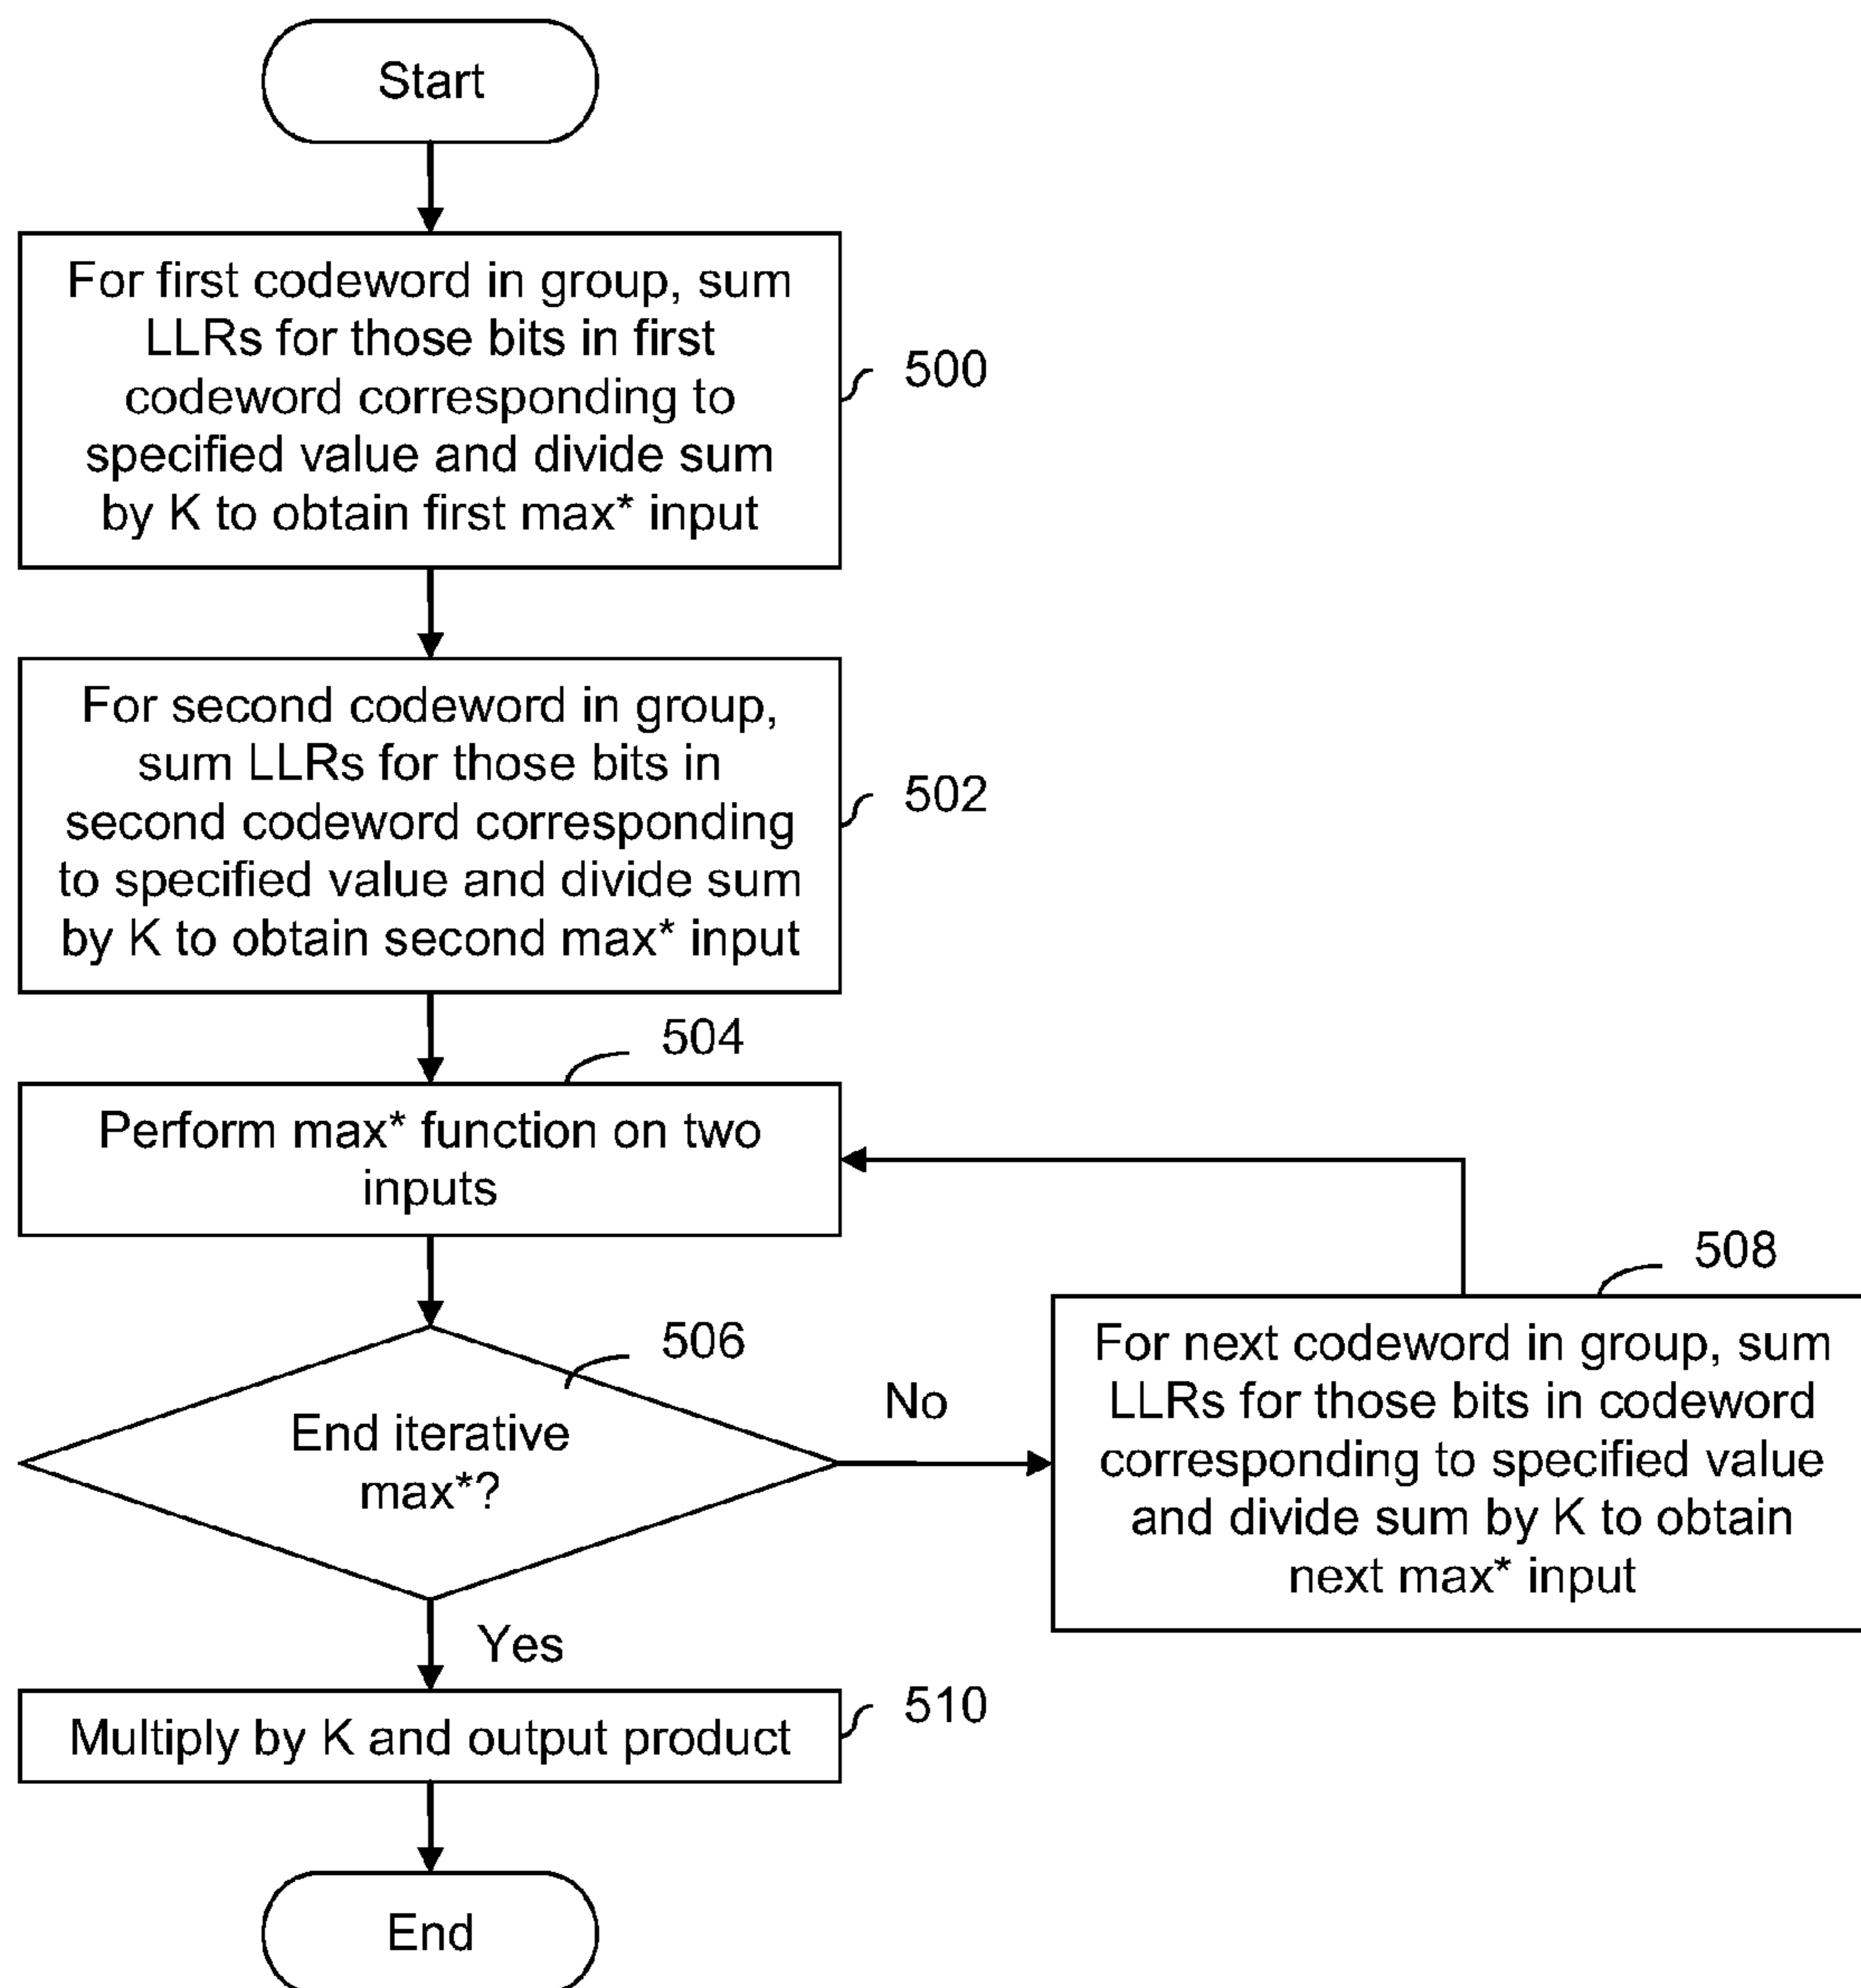 Start
For first codeword in group, sum
LLRs for those bits in first
codeword corresponding to
specified value and divide sum
by K to obtain first max* input
500
For second codeword in group,
sum LLRs for those bits in
second codeword corresponding
to specified value and divide sum
by K to obtain second max* input
502
504
Perform max* function on two
inputs
506
End iterative
max*?
No
508
For next codeword in group, sum
LLRs for those bits in codeword
corresponding to specified value
and divide sum by K to obtain
next max* input
Yes
Multiply by K and output product
510
End